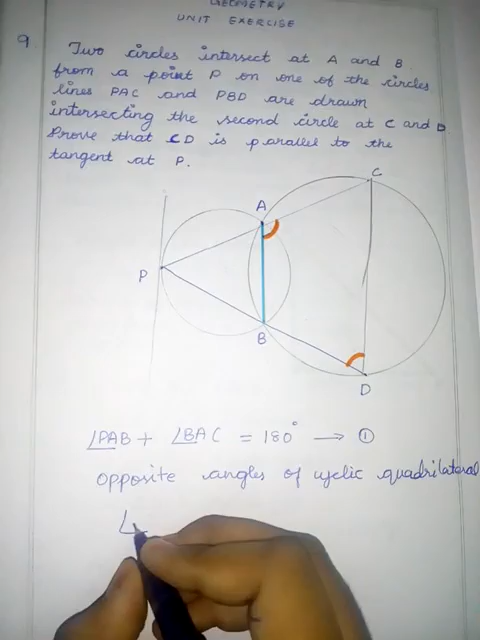 GEOMETRY
UNIT EXERCISE
9 Two circles intersect at A and B
from a point P on one of the circles
lines PAC and PBD are drawn
intersecting the second circle at C and D
Prove that CD is parallel to the
tangent at P.
C
A
P
B
D
∠PAB + ∠BAC = 180° → ①
opposite angles of cyclic quadrilateral
∠